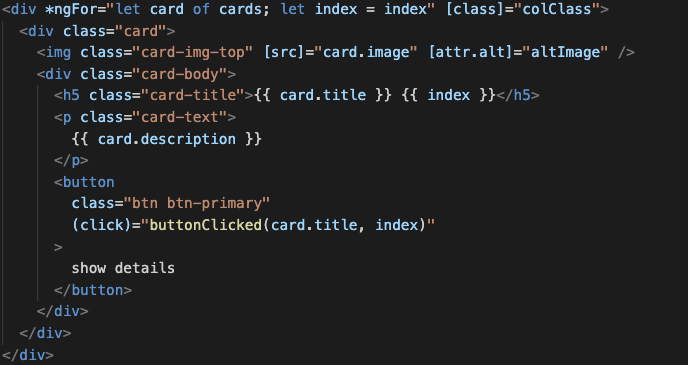 <div *ngFor="let card of cards; let index = index" [class]="colClass">
<div class="card">
<img class="card-img-top" [src]="card.image" [attr.alt]="altImage" />
<div class="card-body">
<h5 class="card-title">{{ card.title }} {{ index }}</h5>
<p class="card-text">
{{ card.description }}
</p>
<button
class="btn btn-primary"
(click)="buttonClicked(card.title, index)"
>
show details
</button>
</div>
</div>
</div>